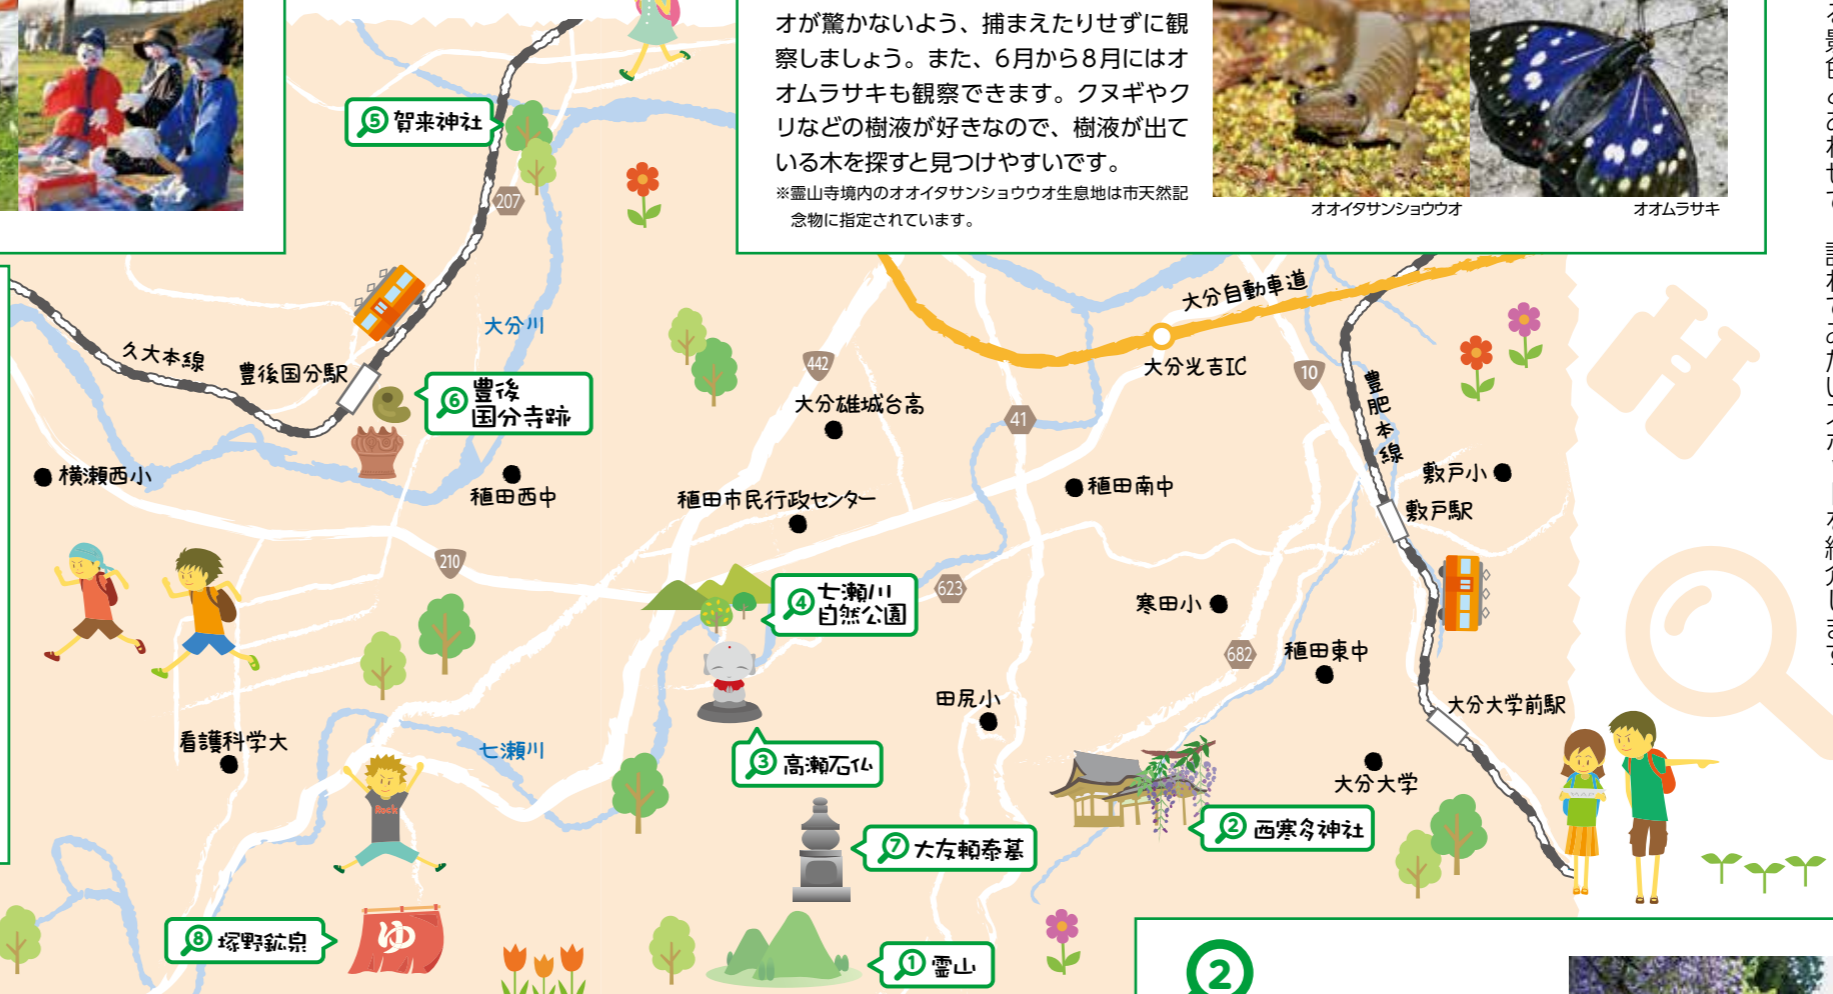 オが驚かないよう、捕まえたりせずに観
察しましょう。また、6月から8月にはオ
オムラサキも観察できます。クヌギやク
リなどの樹液が好きなので、樹液が出て
いる木を探すと見つけやすいです。
※霊山寺境内のオオイタサンショウウオ生息地は市天然記
念物に指定されています。
オオイタサンショウウオ
オオムラサキ
⑤ 賀来神社
207
大分川
久大本線
豊後国分駅
⑥ 豊後
国分寺跡
442
大分雄城台高
41
大分自動車道
大分光吉IC
10
豊肥本線
横瀬西小
稙田西中
稙田市民行政センター
稙田南中
敷戸小
敷戸駅
210
④ 七瀬川
自然公園
623
寒田小
682
稙田東中
田尻小
大分大学前駅
看護科学大
七瀬川
③ 高瀬石仏
大分大学
Rock
⑦ 大友頼泰墓
② 西寒多神社
⑧ 塚野鉱泉
ゆ
① 霊山
2